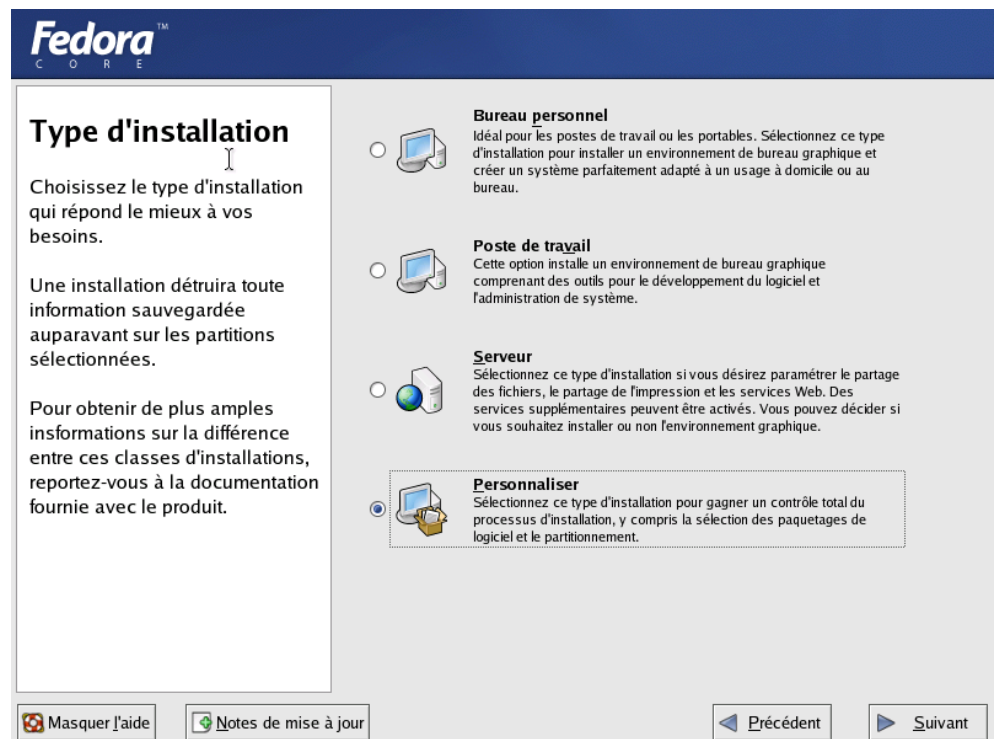 Fedora™
CORE
Type d'installation
Choisissez le type d'installation
qui répond le mieux à vos
besoins.
Une installation détruira toute
information sauvegardée
auparavant sur les partitions
sélectionnées.
Pour obtenir de plus amples
insformations sur la différence
entre ces classes d'installations,
reportez-vous à la documentation
fournie avec le produit.
Bureau personnel
Idéal pour les postes de travail ou les portables. Sélectionnez ce type
d'installation pour installer un environnement de bureau graphique et
créer un système parfaitement adapté à un usage à domicile ou au
bureau.
Poste de travail
Cette option installe un environnement de bureau graphique
comprenant des outils pour le développement du logiciel et
l'administration de système.
Serveur
Sélectionnez ce type d'installation si vous désirez paramétrer le partage
des fichiers, le partage de l'impression et les services Web. Des
services supplémentaires peuvent être activés. Vous pouvez décider si
vous souhaitez installer ou non l'environnement graphique.
Personnaliser
Sélectionnez ce type d'installation pour gagner un contrôle total du
processus d'installation, y compris la sélection des paquetages de
logiciel et le partitionnement.
Masquer l'aide
Notes de mise à jour
Précédent
Suivant